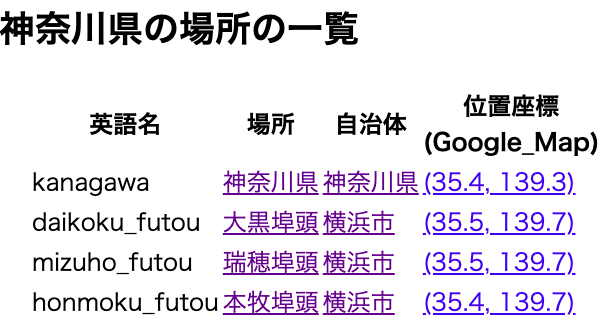 神奈川県の場所の一覧
英語名 場所 自治体 位置座標
(Google_Map)
kanagawa 神奈川県 神奈川県 (35.4, 139.3)
daikoku_futou 大黒埠頭 横浜市 (35.5, 139.7)
mizuho_futou 瑞穂埠頭 横浜市 (35.5, 139.7)
honmoku_futou 本牧埠頭 横浜市 (35.4, 139.7)